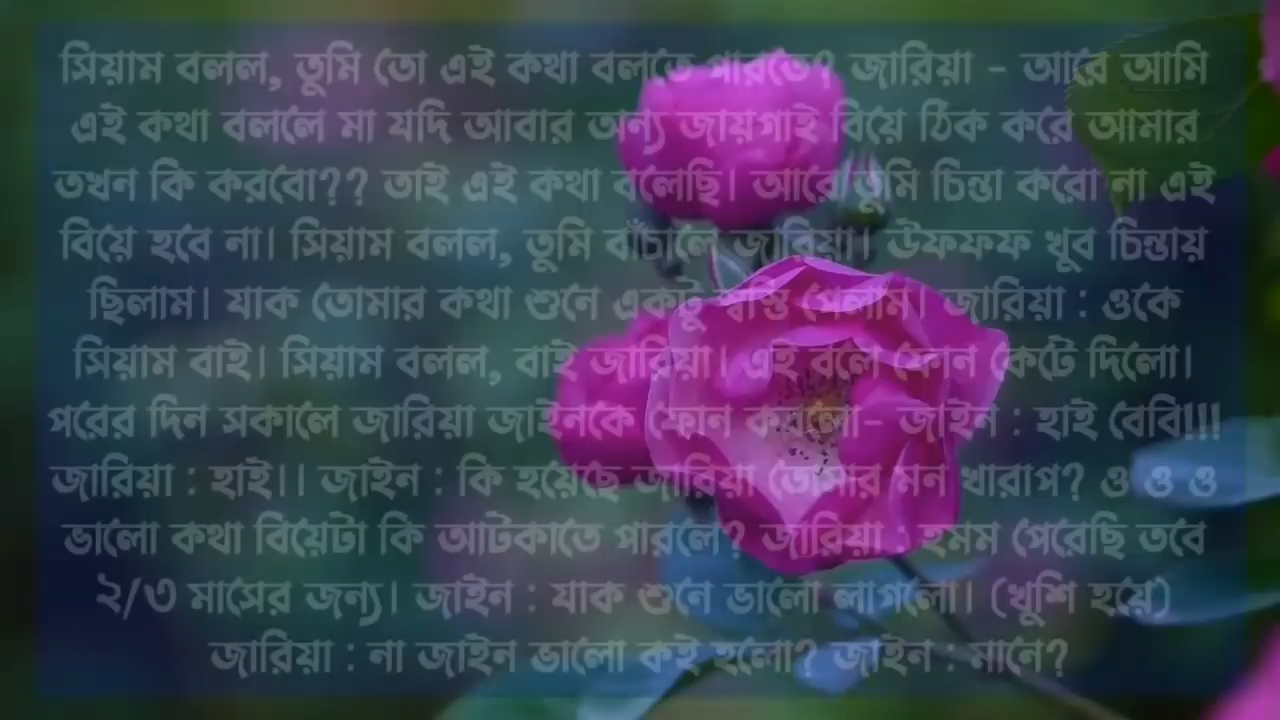 সিয়াম বলল, তুমি তো এই কথা বলতে পারতে? জারিয়া - আরে আমি
এই কথা বললে মা যদি আবার অন্য জায়গাই বিয়ে ঠিক করে আমার
তখন কি করবো?? তাই এই কথা বলেছি। আরে তুমি চিন্তা করো না এই
বিয়ে হবে না। সিয়াম বলল, তুমি বাঁচালে জারিয়া। উফফফ খুব চিন্তায়
ছিলাম। যাক তোমার কথা শুনে একটু স্বস্তি পেলাম। জারিয়া : ওকে
সিয়াম বাই। সিয়াম বলল, বাই জারিয়া। এই বলে ফোন কেটে দিলো।
পরের দিন সকালে জারিয়া জাইনকে ফোন করলো- জাইন : হাই বেবি!!!
জারিয়া : হাই।। জাইন : কি হয়েছে জান তোমার মন খারাপ? ও ও ও
ভালো কথা বিয়েটা কি আটকাতে পারলে? জারিয়া : হুমম পেরেছি তবে
২/৩ মাসের জন্য। জাইন : যাক শুনে ভালো লাগলো। (খুশি হয়ে)
জারিয়া : না জাইন ভালো কই হলো? জাইন : মানে?